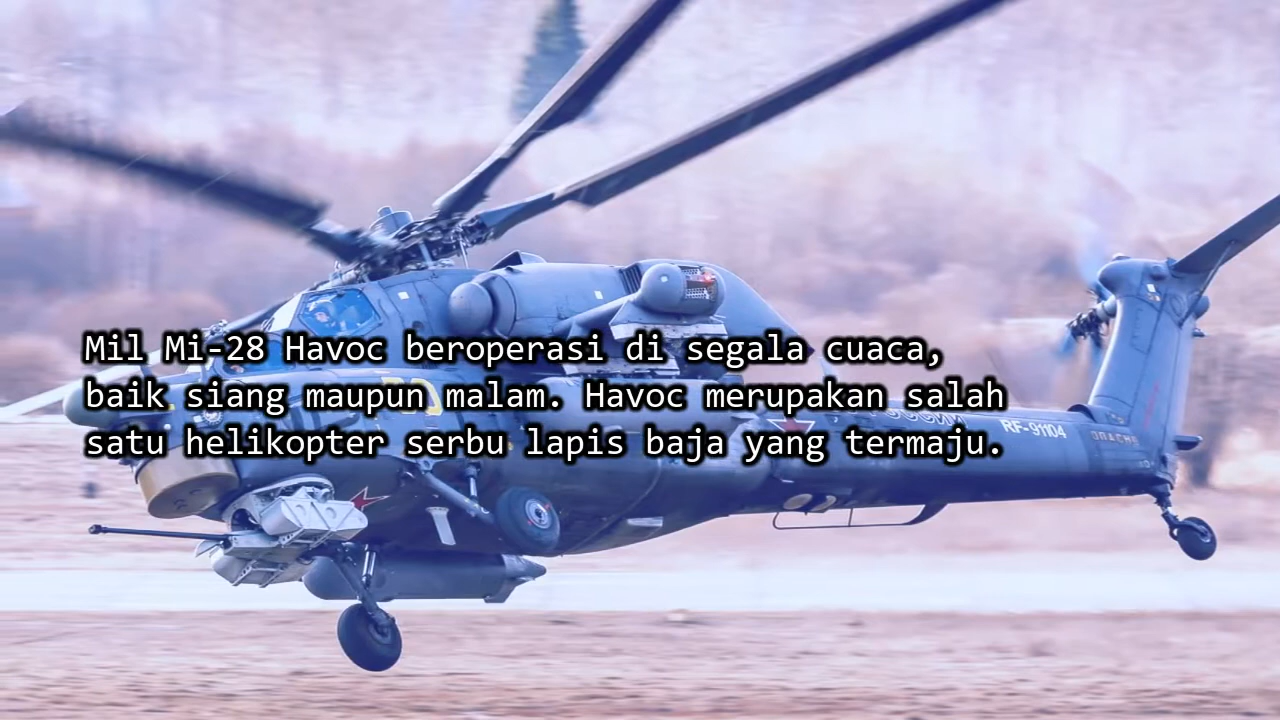 Mil Mi-28 Havoc beroperasi di segala cuaca,
baik siang maupun malam. Havoc merupakan salah
satu helikopter serbu lapis baja yang termaju.
RF-91104